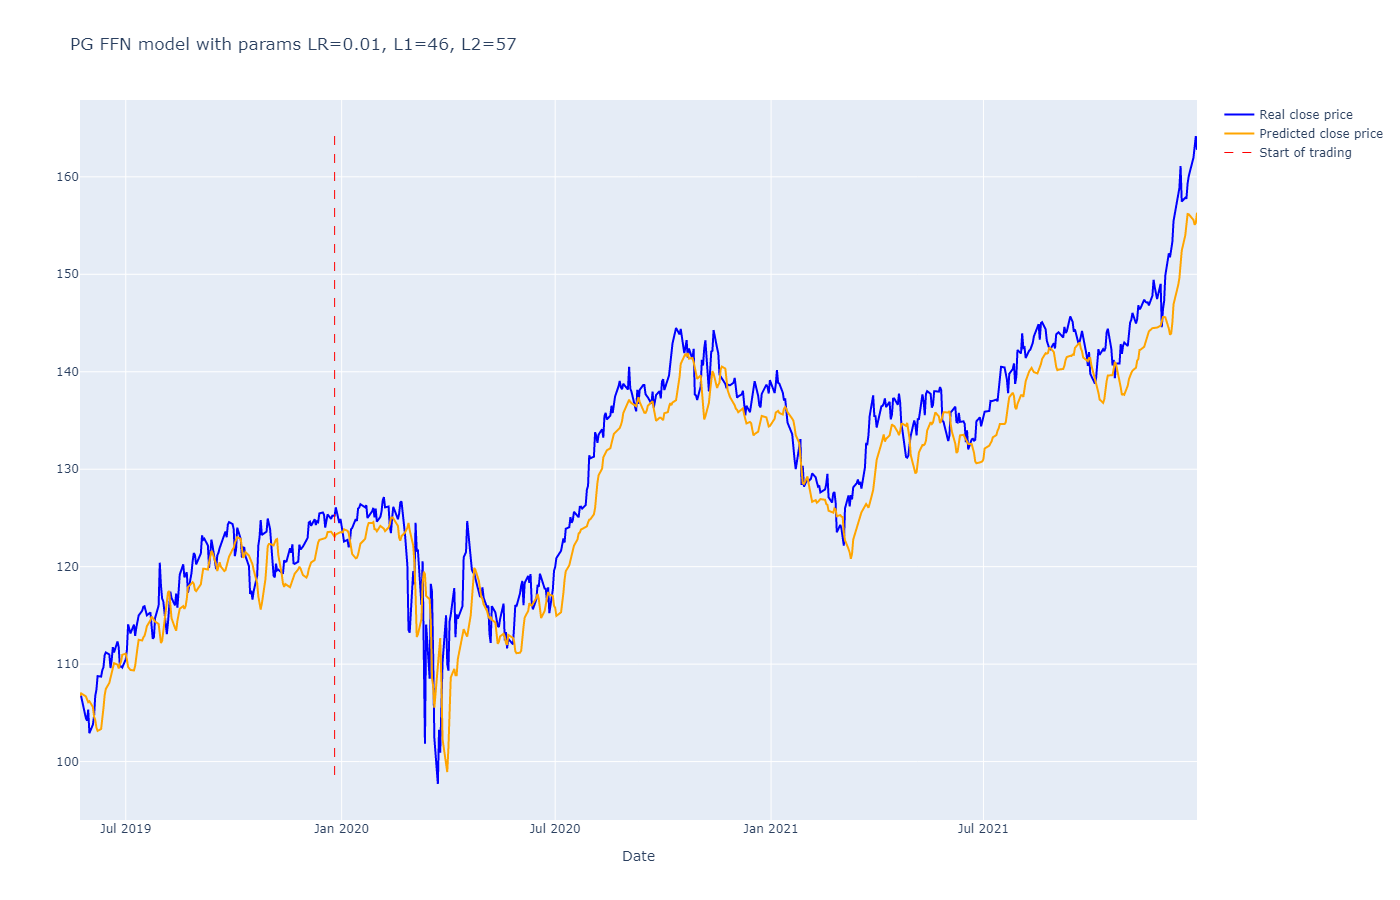 PG FFN model with params LR=0.01, L1=46, L2=57
Real close price
Predicted close price
Start of trading
160
150
140
130
120
110
100
Jul 2019
Jan 2020
Jul 2020
Jan 2021
Jul 2021
Date